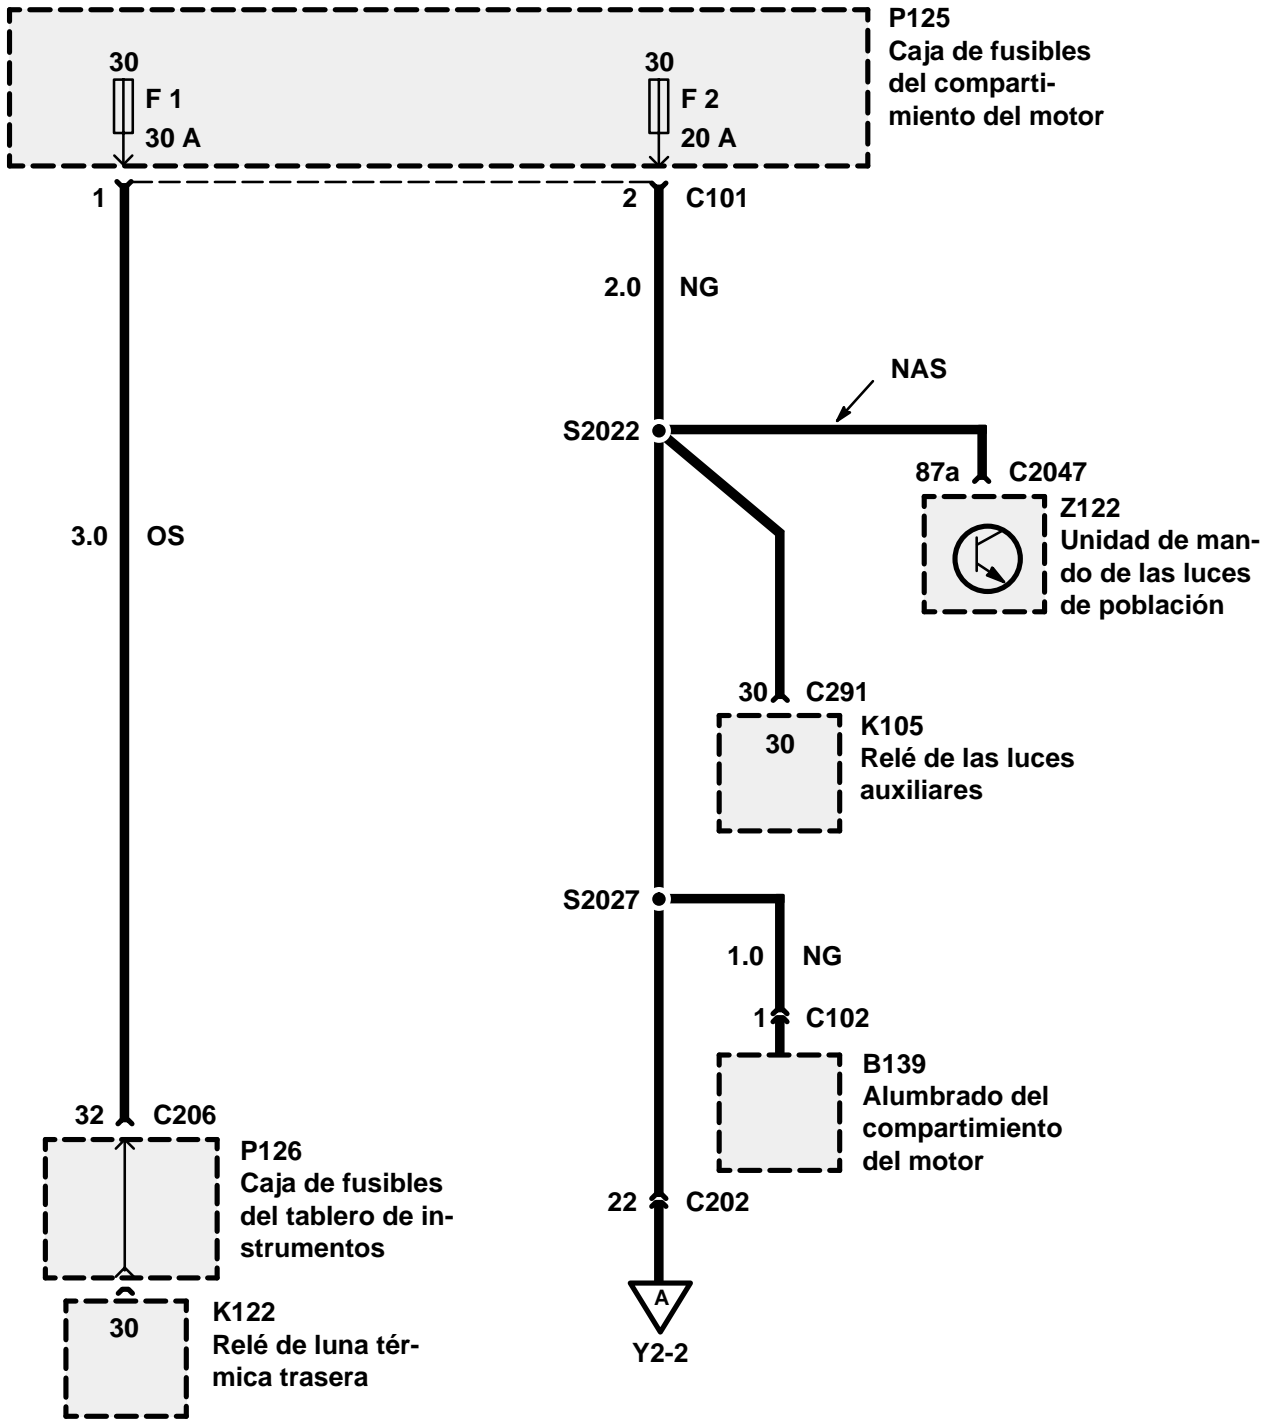 P125
Caja de fusibles
del comparti-
miento del motor
30
F 1
30 A
30
F 2
20 A
1
2
C101
2.0
NG
NAS
S2022
87a
C2047
Z122
Unidad de man-
do de las luces
de población
3.0
OS
30
C291
30
K105
Relé de las luces
auxiliares
S2027
1.0
NG
1
C102
B139
Alumbrado del
compartimiento
del motor
32
C206
P126
Caja de fusibles
del tablero de in-
strumentos
22
C202
A
Y2-2
30
K122
Relé de luna tér-
mica trasera